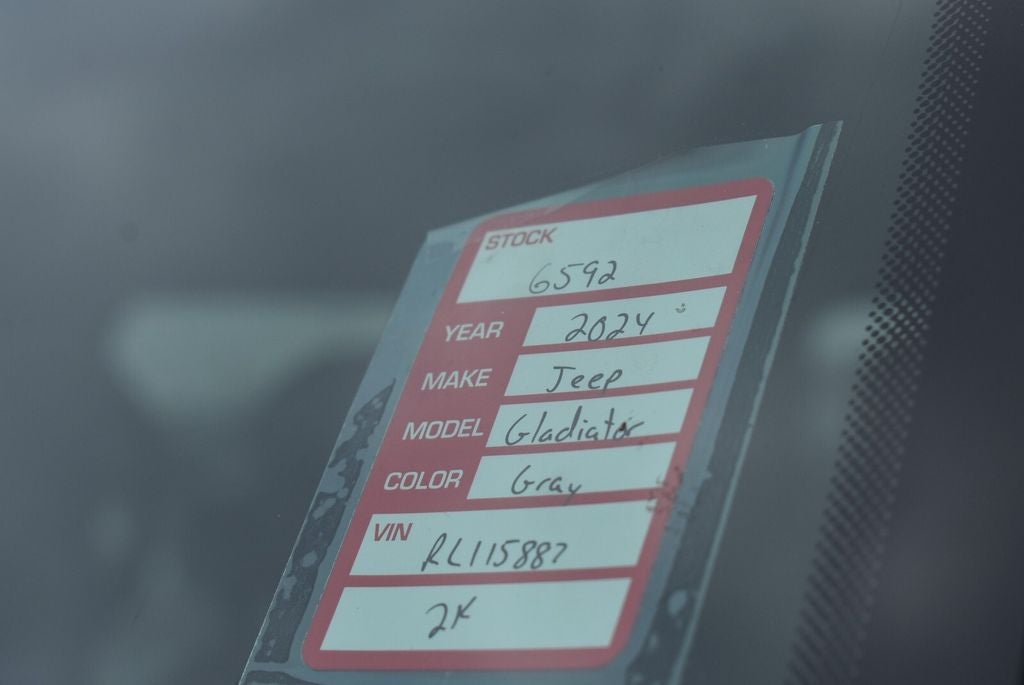 STOCK
6592
YEAR 2024
MAKE Jeep
MODEL Gladiator
COLOR Gray
VIN
RL115887
2K